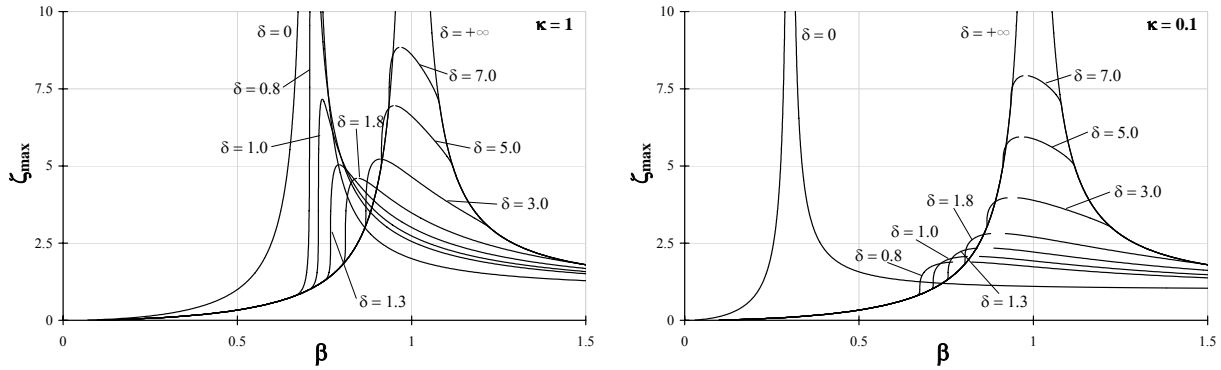 κ = 1
10
7.5
5
2.5
0
ζmax
δ = 0
δ = 0.8
δ = 1.0
δ = 1.8
δ = +∞
δ = 7.0
δ = 5.0
δ = 3.0
δ = 1.3
0 0.5 1 1.5
β
κ = 0.1
10
7.5
5
2.5
0
ζmax
δ = 0
δ = +∞
δ = 7.0
δ = 5.0
δ = 3.0
δ = 1.8
δ = 1.0
δ = 0.8
δ = 1.3
0 0.5 1 1.5
β